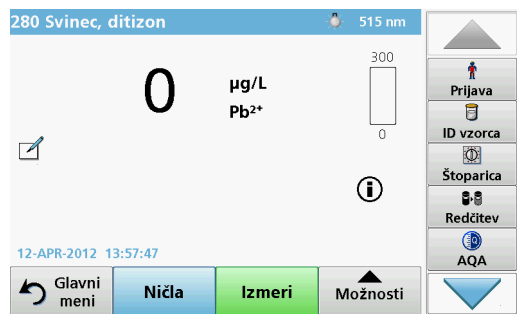 280 Svinec, ditizon
515 nm
300
0
µg/L
Pb²⁺
0
12-APR-2012 13:57:47
Glavni
meni
Ničla
Izmeri
Možnosti
Prijava
ID vzorca
Štoparica
Redčitev
AQA